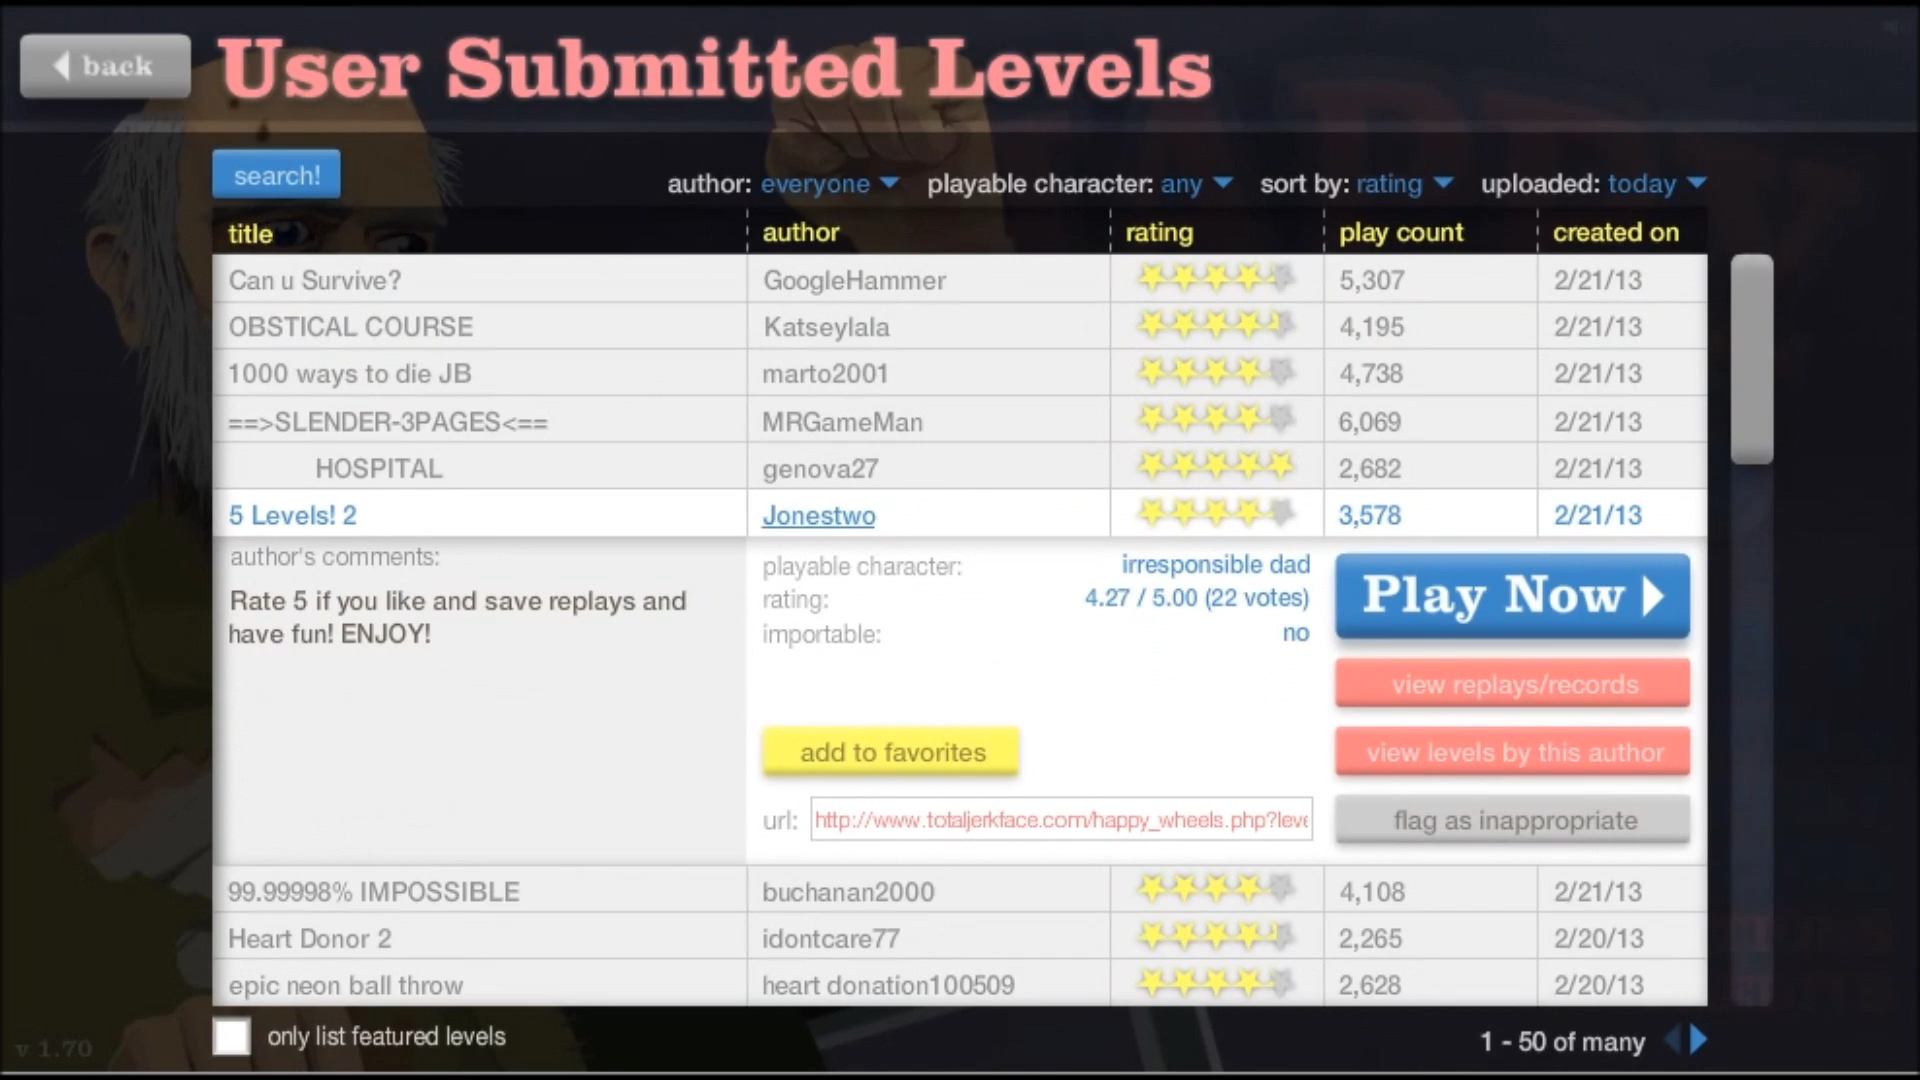 back
User Submitted Levels
search!
author: everyone playable character: any sort by: rating uploaded: today
title author rating play count created on
Can u Survive? GoogleHammer 5,307 2/21/13
OBSTICAL COURSE Katseylala 4,195 2/21/13
1000 ways to die JB marto2001 4,738 2/21/13
==>SLENDER-3PAGES<== MRGameMan 6,069 2/21/13
HOSPITAL genova27 2,682 2/21/13
5 Levels! 2 Jonestwo 3,578 2/21/13
author's comments:
Rate 5 if you like and save replays and
have fun! ENJOY!
playable character: irresponsible dad
rating: 4.27 / 5.00 (22 votes)
importable: no
add to favorites
url: http://www.totaljerkface.com/happy_wheels.php?leve
Play Now
view replays/records
view levels by this author
flag as inappropriate
99.99998% IMPOSSIBLE buchanan2000 4,108 2/21/13
Heart Donor 2 idontcare77 2,265 2/20/13
epic neon ball throw heart donation100509 2,628 2/20/13
only list featured levels
1 - 50 of many
v 1.70